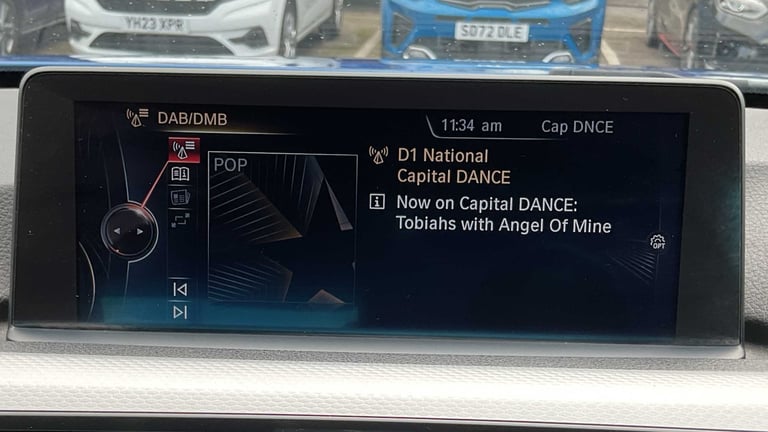 YH23 XPR
SD72 DLE
DAB/DMB
11:34 am
Cap DNCE
POP
D1 National
Capital DANCE
Now on Capital DANCE:
Tobiahs with Angel Of Mine
OPT